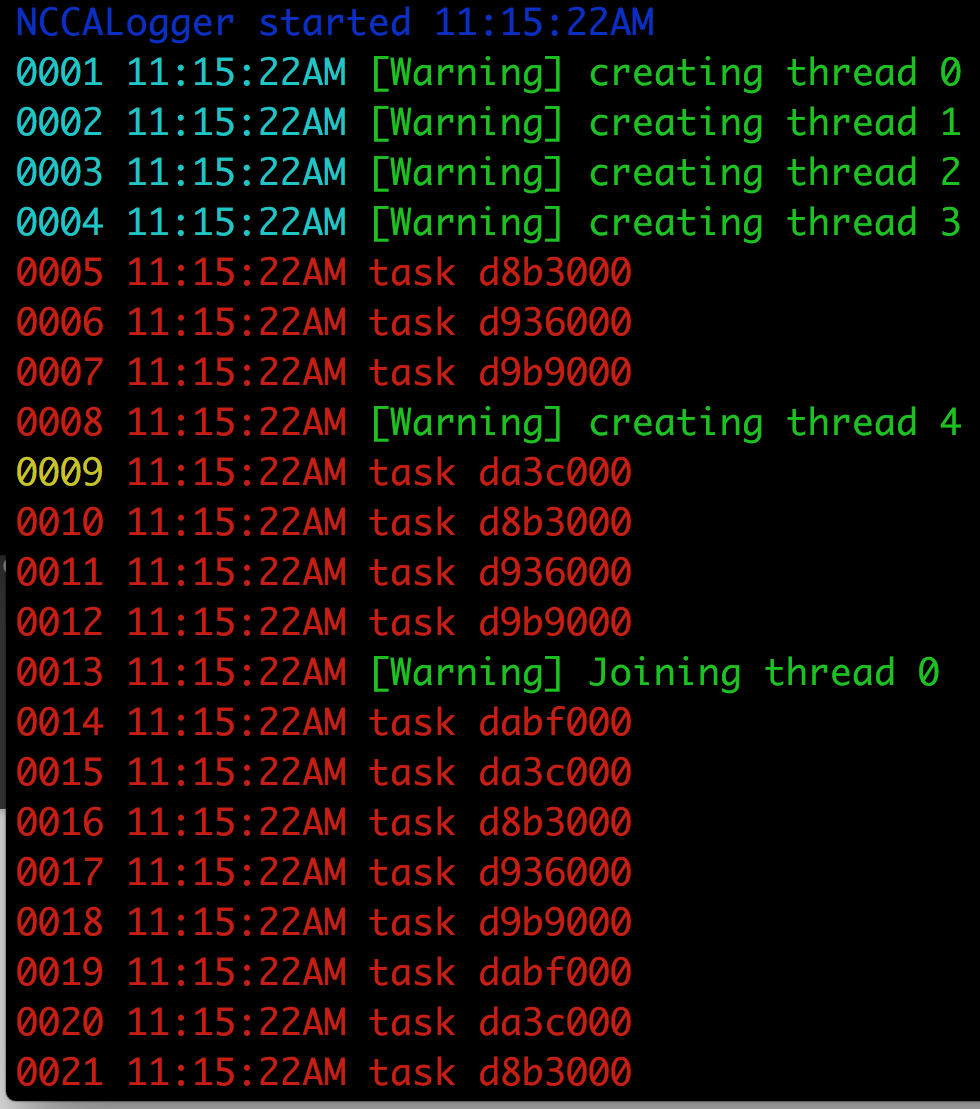 NCCALogger started 11:15:22AM
0001 11:15:22AM [Warning] creating thread 0
0002 11:15:22AM [Warning] creating thread 1
0003 11:15:22AM [Warning] creating thread 2
0004 11:15:22AM [Warning] creating thread 3
0005 11:15:22AM task d8b3000
0006 11:15:22AM task d936000
0007 11:15:22AM task d9b9000
0008 11:15:22AM [Warning] creating thread 4
0009 11:15:22AM task da3c000
0010 11:15:22AM task d8b3000
0011 11:15:22AM task d936000
0012 11:15:22AM task d9b9000
0013 11:15:22AM [Warning] Joining thread 0
0014 11:15:22AM task dabf000
0015 11:15:22AM task da3c000
0016 11:15:22AM task d8b3000
0017 11:15:22AM task d936000
0018 11:15:22AM task d9b9000
0019 11:15:22AM task dabf000
0020 11:15:22AM task da3c000
0021 11:15:22AM task d8b3000